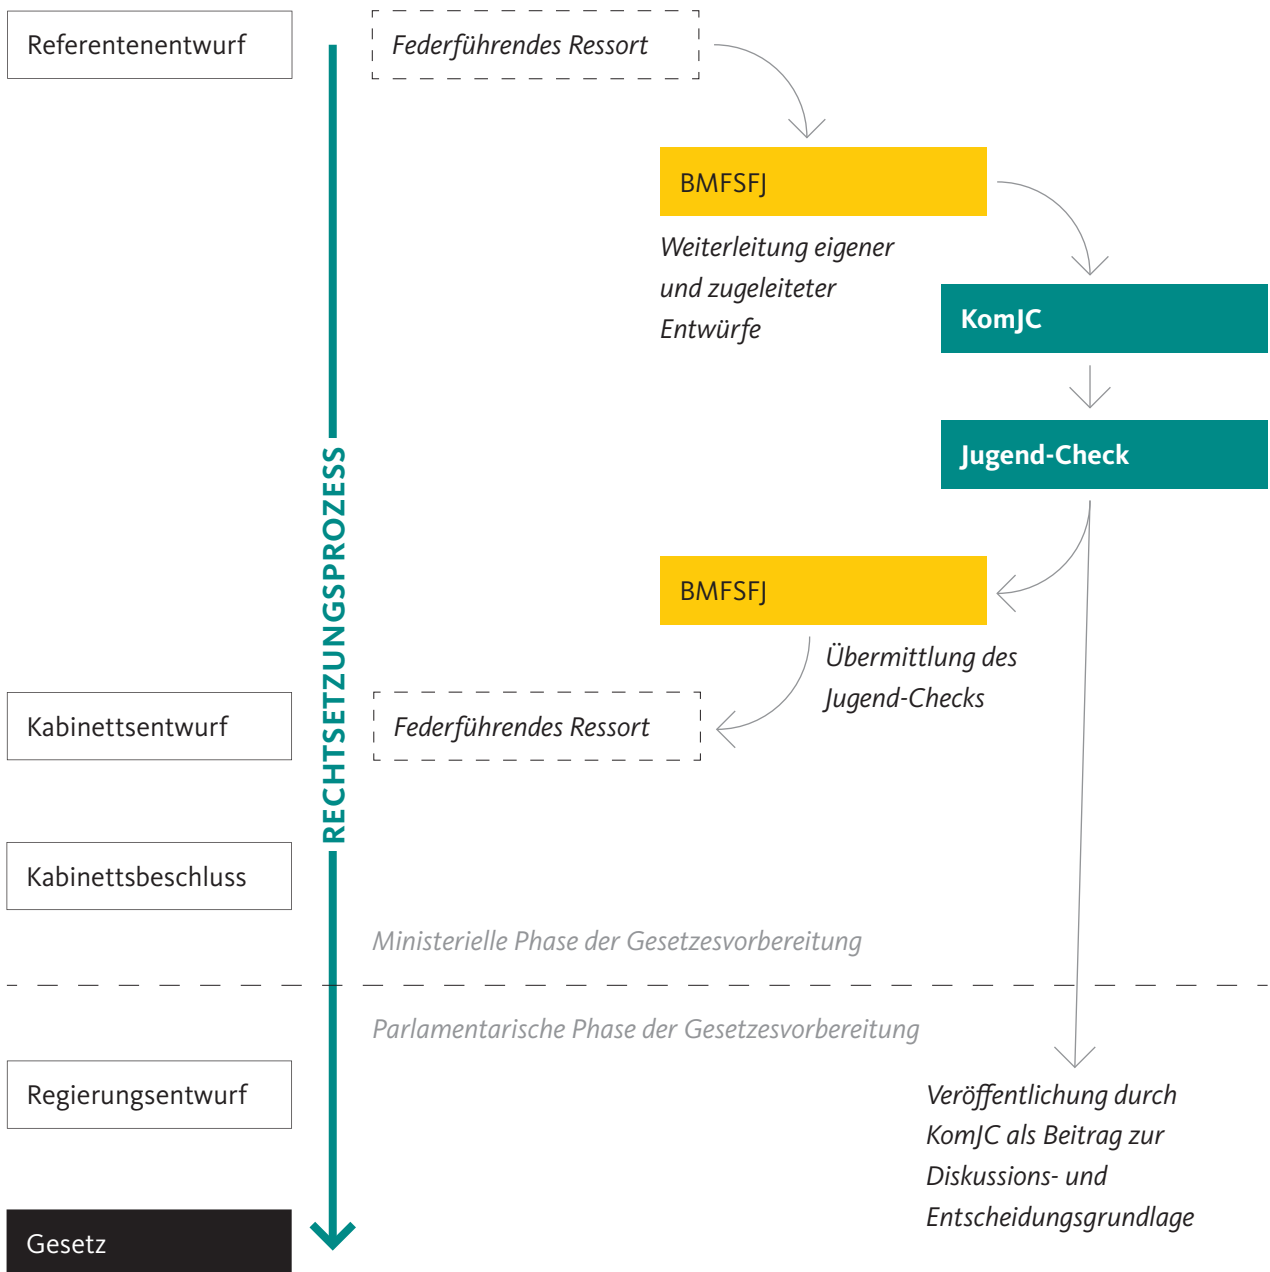 Referentenentwurf
Federführendes Ressort
BMFSFJ
Weiterleitung eigener
und zugeleiteter
Entwürfe
KomJC
Jugend-Check
RECHTSETZUNGSPROZESS
BMFSFJ
Übermittlung des
Jugend-Checks
Kabinettsentwurf
Federführendes Ressort
Kabinettsbeschluss
Ministerielle Phase der Gesetzesvorbereitung
Parlamentarische Phase der Gesetzesvorbereitung
Regierungsentwurf
Veröffentlichung durch
KomJC als Beitrag zur
Diskussions- und
Entscheidungsgrundlage
Gesetz